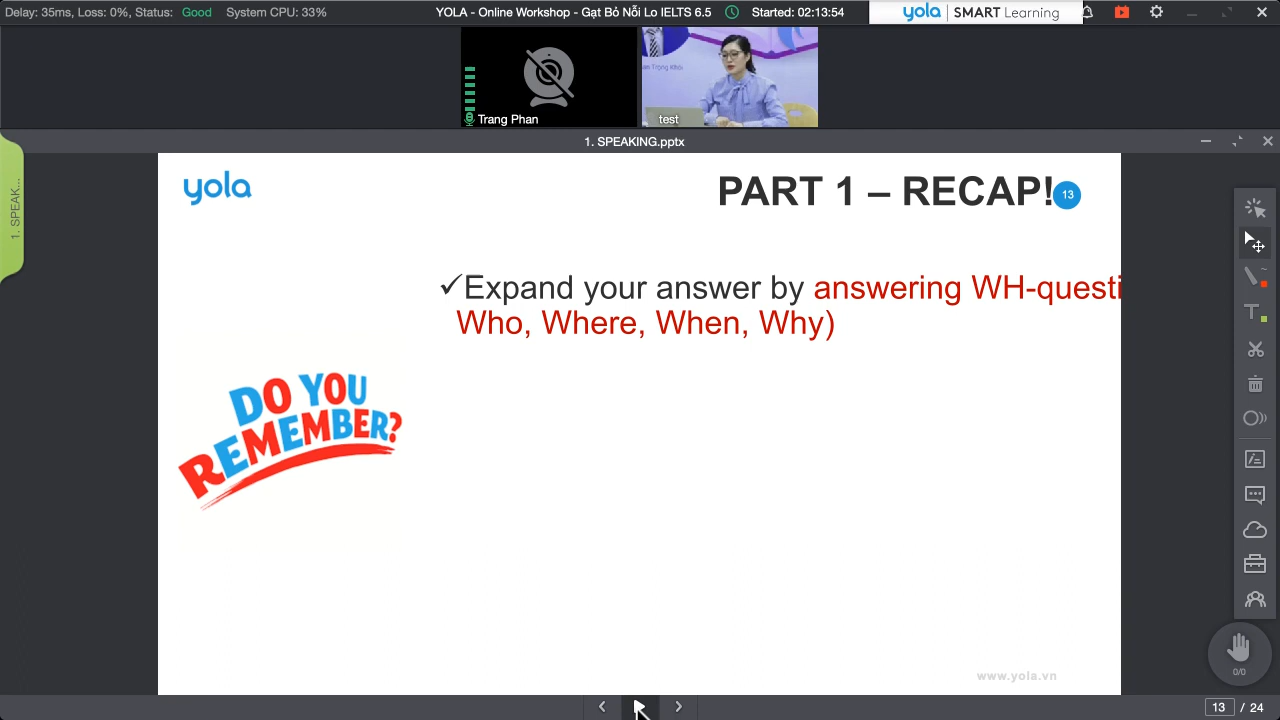 Delay: 35ms, Loss: 0%, Status: Good System CPU: 33%
YOLA - Online Workshop - Gạt Bỏ Nỗi Lo IELTS 6.5
Started: 02:13:54
yola | SMART Learning
Trang Phan
test
1. SPEAKING.pptx
1. SPEAK...
yola
PART 1 – RECAP!
13
✓Expand your answer by answering WH-questi
Who, Where, When, Why)
DO YOU
REMEMBER?
www.yola.vn
0/0
13 / 24